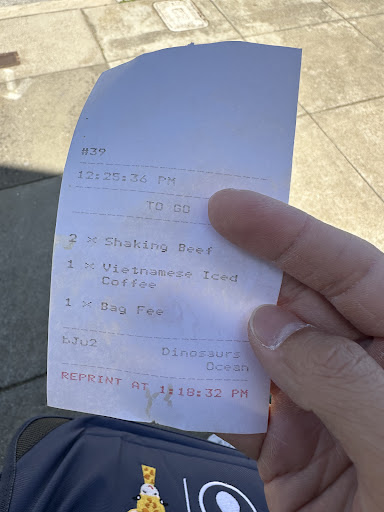 #39
12:25:36 PM
TO GO
2 × Shaking Beef
1 × Vietnamese Iced
Coffee
1 × Bag Fee
bJu2 Dinosaurs
Ocean
REPRINT AT 1:18:32 PM